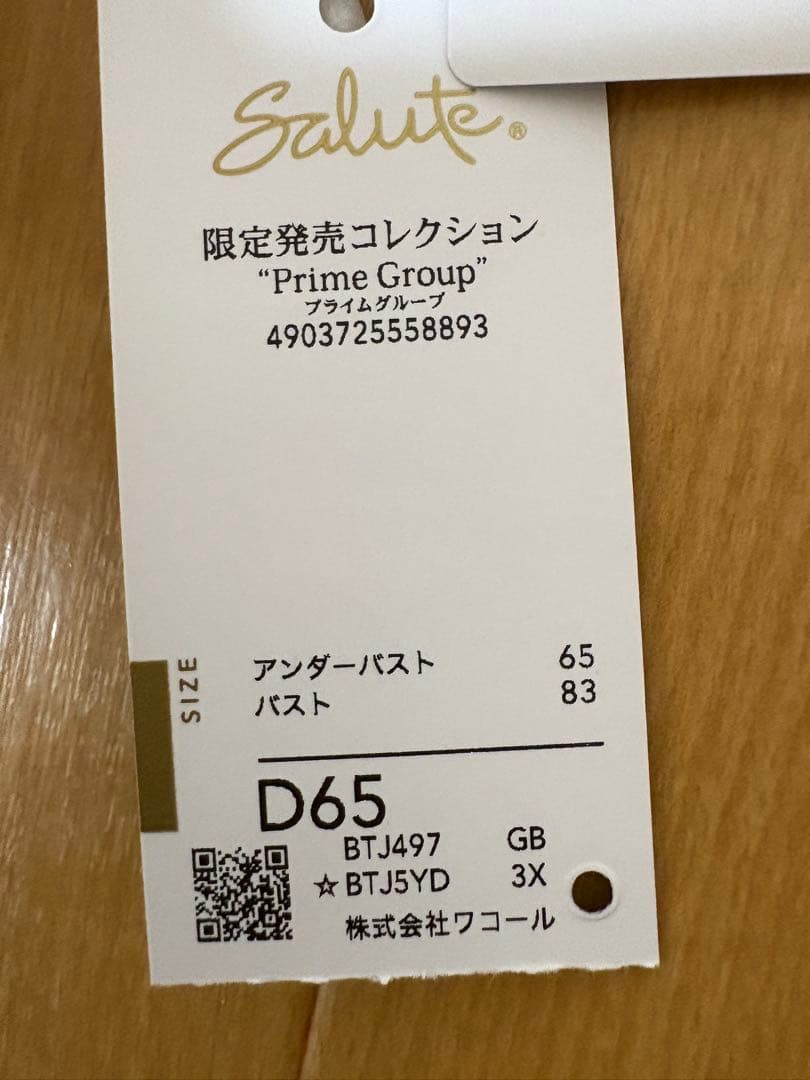 Salute®
限定発売コレクション
“Prime Group”
プライムグループ
4903725558893
SIZE
アンダーバスト 65
バスト 83
D65
BTJ497 GB
☆BTJ5YD 3X
株式会社ワコール